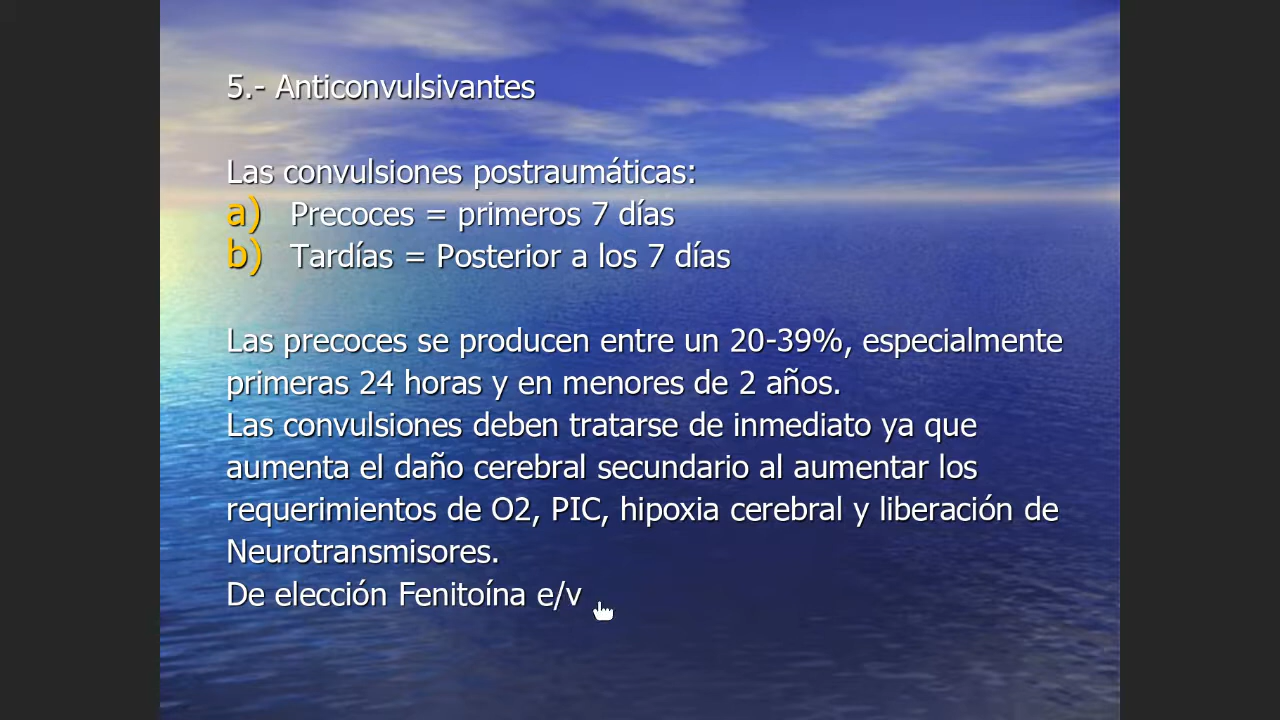 5.- Anticonvulsivantes
Las convulsiones postraumáticas:
a) Precoces = primeros 7 días
b) Tardías = Posterior a los 7 días
Las precoces se producen entre un 20-39%, especialmente
primeras 24 horas y en menores de 2 años.
Las convulsiones deben tratarse de inmediato ya que
aumenta el daño cerebral secundario al aumentar los
requerimientos de O2, PIC, hipoxia cerebral y liberación de
Neurotransmisores.
De elección Fenitoína e/v